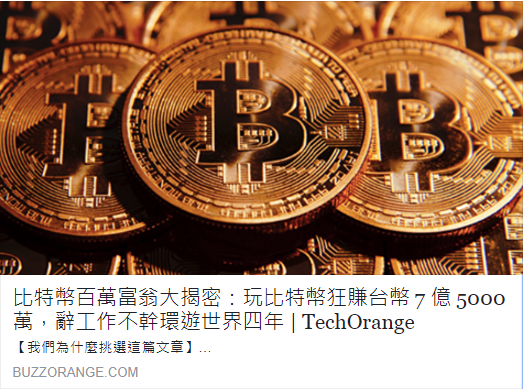 比特幣百萬富翁大揭密：玩比特幣狂賺台幣 7 億 5000
萬，辭工作不幹環遊世界四年 | TechOrange
【我們為什麼挑選這篇文章】...
BUZZORANGE.COM